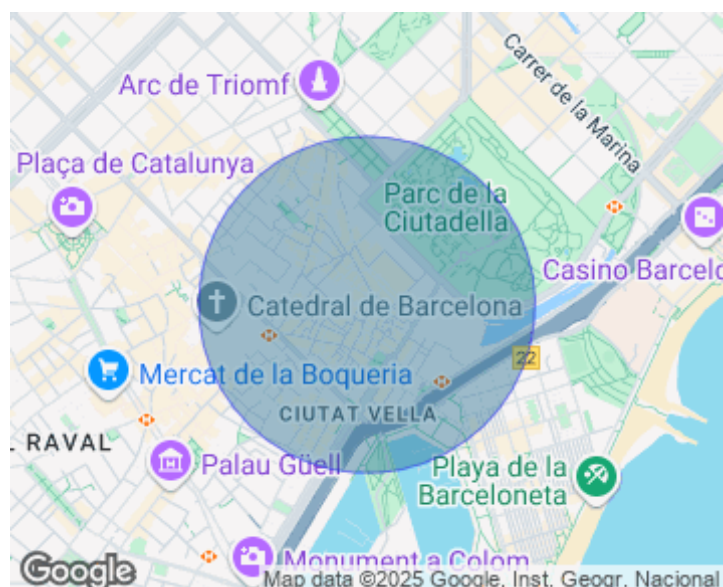 Arc de Triomf
Carrer de la Marina
Plaça de Catalunya
Parc de la
Ciutadella
Casino Barcelo
Catedral de Barcelona
22
Mercat de la Boqueria
CIUTAT VELLA
L RAVAL
Palau Güell
Playa de la
Barceloneta
Monument a Colom
Google
Map data ©2025 Google, Inst. Geogr. Nacional